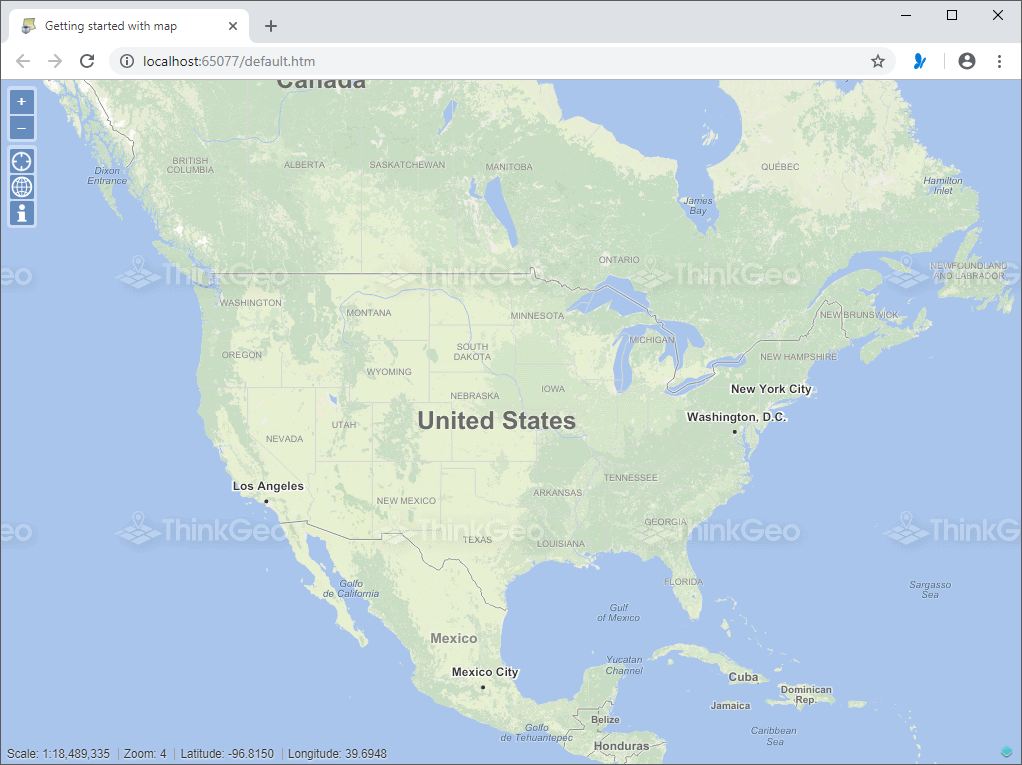 Getting started with map
localhost:65077/default.htm
Canada
+
−
BRITISH
COLUMBIA
ALBERTA
SASKATCHEWAN
MANITOBA
QUÉBEC
Dixon
Entrance
Hamilton
Inlet
James
Bay
ONTARIO
NEWFOUNDLAND
AND LABRADOR
eo
ThinkGeo
ThinkGeo
ThinkGeo
ThinkG
WASHINGTON
MONTANA
MINNESOTA
NEW BRUNSWICK
MICHIGAN
OREGON
SOUTH
DAKOTA
NEW HAMPSHIRE
WYOMING
IOWA
NEBRASKA
New York City
United States
Washington, D.C.
UTAH
NEVADA
TENNESSEE
Los Angeles
ARKANSAS
NEW MEXICO
GEORGIA
eo
ThinkGeo
ThinkGeo
ThinkGeo
ThinkG
TEXAS
LOUISIANA
FLORIDA
Golfo
de California
Sargasso
Sea
Gulf
of Mexico
Mexico
Yucatan
Channel
Mexico City
Cuba
Dominican
Rep.
Jamaica
Belize
Golfo
de Tehuantepec
Caribbean
Sea
Honduras
Scale: 1:18,489,335 | Zoom: 4 | Latitude: -96.8150 | Longitude: 39.6948